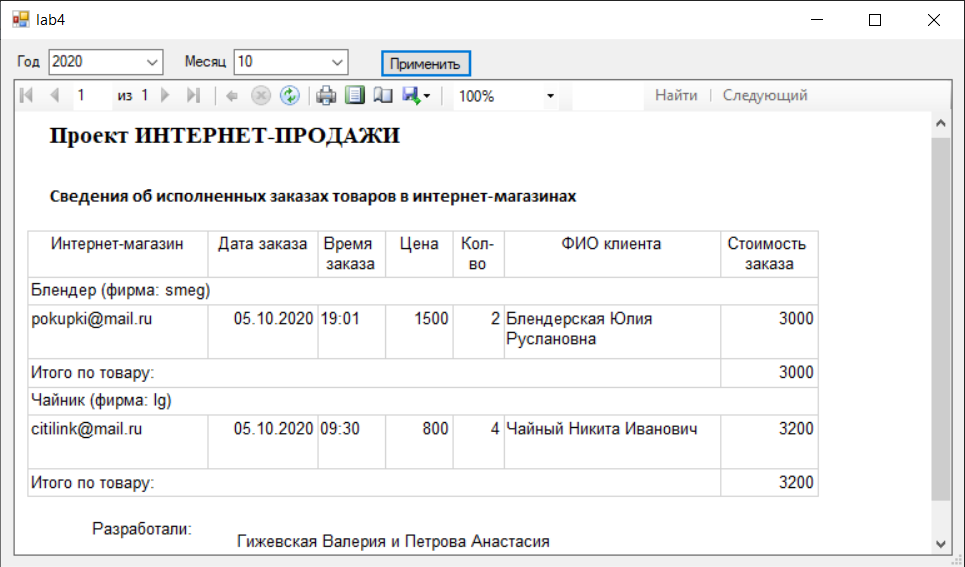 lab4
Год 2020 Месяц 10 Применить
1 из 1 100% Найти | Следующий
Проект ИНТЕРНЕТ-ПРОДАЖИ
Сведения об исполненных заказах товаров в интернет-магазинах
Интернет-магазин Дата заказа Время заказа Цена Кол-во ФИО клиента Стоимость заказа
Блендер (фирма: smeg)
pokupki@mail.ru 05.10.2020 19:01 1500 2 Блендерская Юлия Руслановна 3000
Итого по товару: 3000
Чайник (фирма: lg)
citilink@mail.ru 05.10.2020 09:30 800 4 Чайный Никита Иванович 3200
Итого по товару: 3200
Разработали:
Гижевская Валерия и Петрова Анастасия